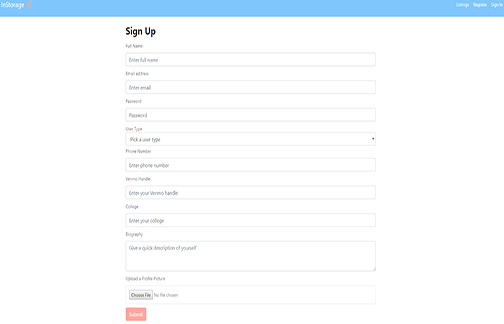 InStorage
Listings Register Sign In
Sign Up
Full Name
Enter full name
Email address
Enter email
Password
Password
User Type
Pick a user type
Phone Number
Enter phone number
Venmo Handle
Enter your Venmo handle
College
Enter your college
Biography
Give a quick description of yourself
Upload a Profile Picture
Choose File No file chosen
Submit